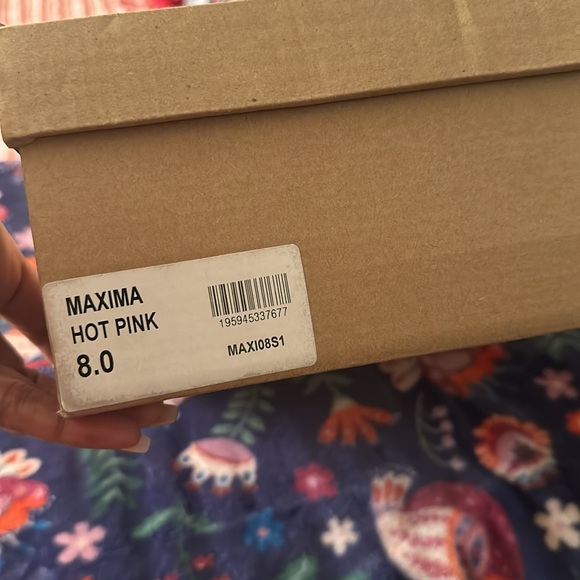 MAXIMA
HOT PINK
8.0
195945337677
MAXI08S1